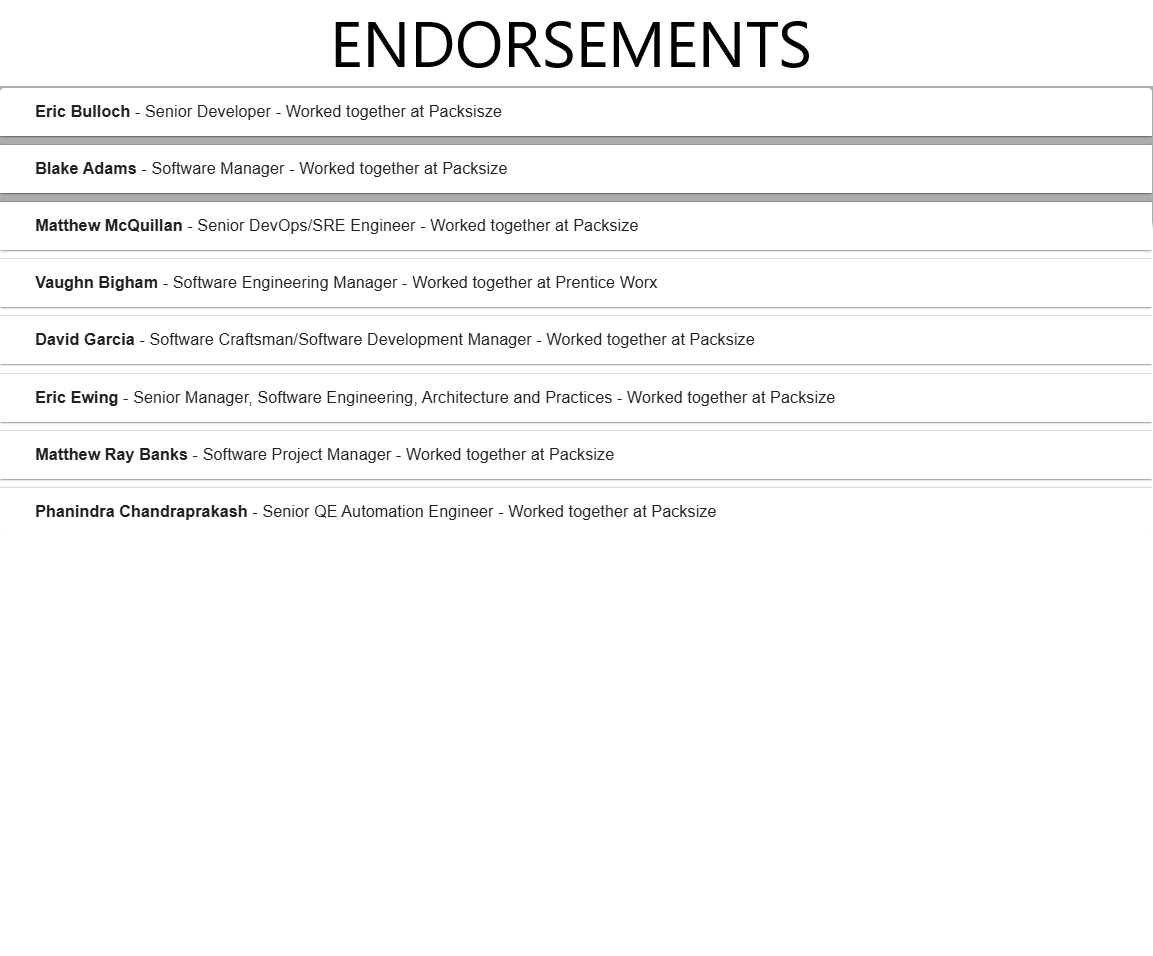 ENDORSEMENTS
Eric Bulloch - Senior Developer - Worked together at Packsisze
Blake Adams - Software Manager - Worked together at Packsize
Matthew McQuillan - Senior DevOps/SRE Engineer - Worked together at Packsize
Vaughn Bigham - Software Engineering Manager - Worked together at Prentice Worx
David Garcia - Software Craftsman/Software Development Manager - Worked together at Packsize
Eric Ewing - Senior Manager, Software Engineering, Architecture and Practices - Worked together at Packsize
Matthew Ray Banks - Software Project Manager - Worked together at Packsize
Phanindra Chandraprakash - Senior QE Automation Engineer - Worked together at Packsize